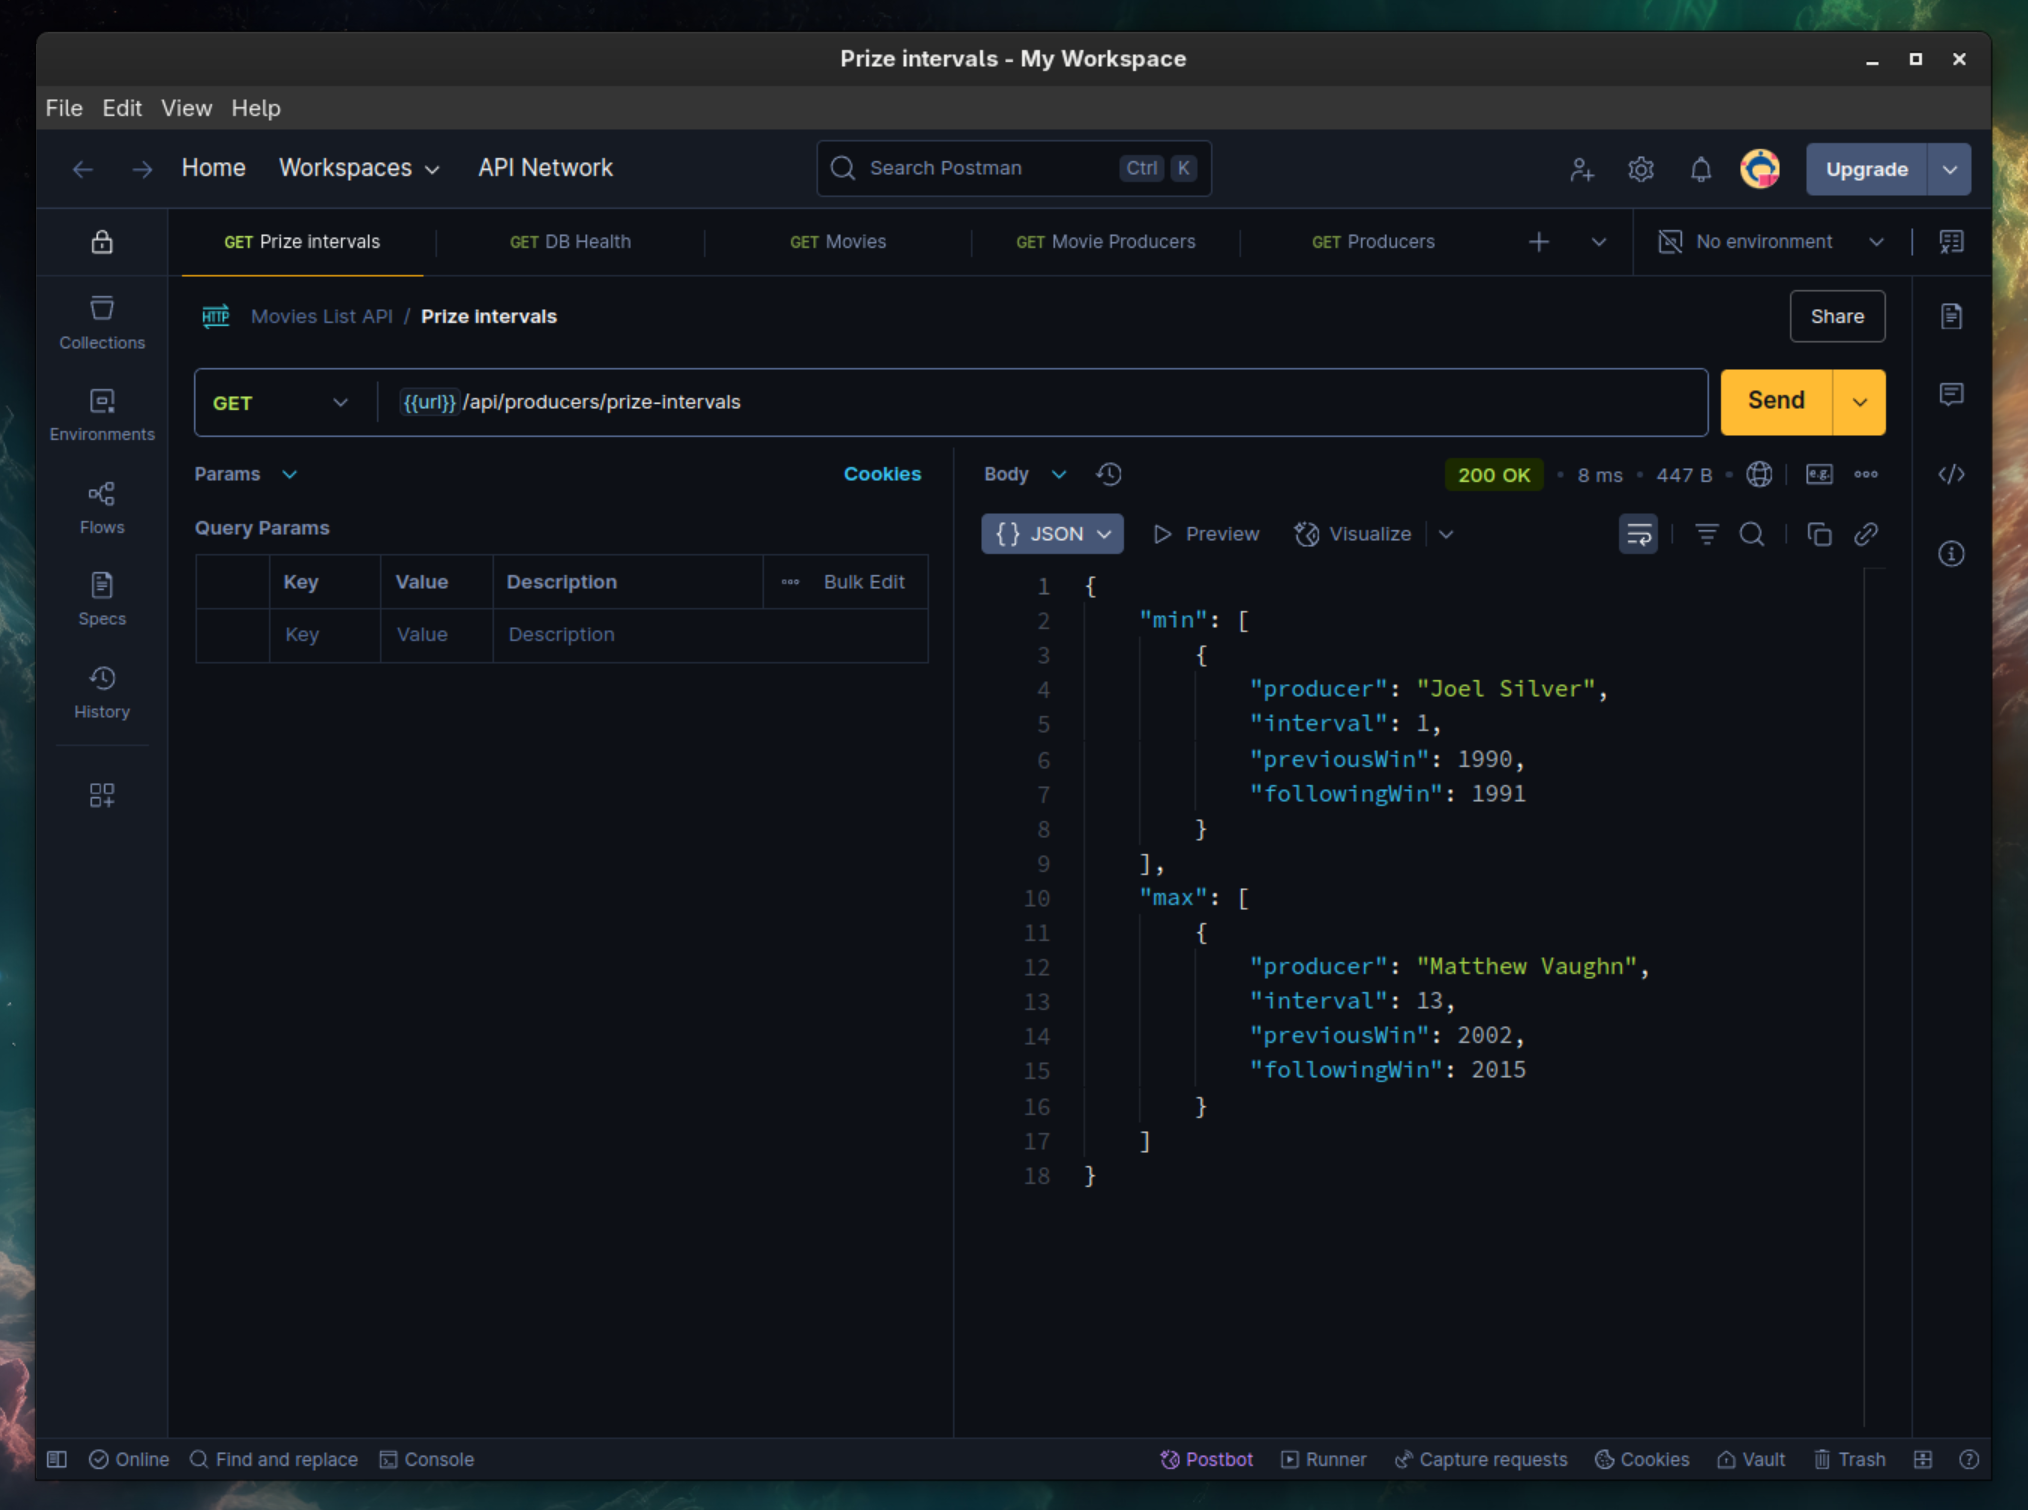 Prize intervals - My Workspace
File Edit View Help
Home Workspaces API Network
Search Postman Ctrl K
Upgrade
GET Prize intervals
GET DB Health
GET Movies
GET Movie Producers
GET Producers
No environment
Collections
Environments
Flows
Specs
History
HTTP Movies List API / Prize intervals
Share
GET {{url}}/api/producers/prize-intervals
Send
Params
Cookies
Query Params
Key Value Description Bulk Edit
Key Value Description
Body
200 OK • 8 ms • 447 B
e.g.
{} JSON Preview Visualize
1 {
2 "min": [
3 {
4 "producer": "Joel Silver",
5 "interval": 1,
6 "previousWin": 1990,
7 "followingWin": 1991
8 }
9 ],
10 "max": [
11 {
12 "producer": "Matthew Vaughn",
13 "interval": 13,
14 "previousWin": 2002,
15 "followingWin": 2015
16 }
17 ]
18 }
Online Find and replace Console
Postbot Runner Capture requests Cookies Vault Trash